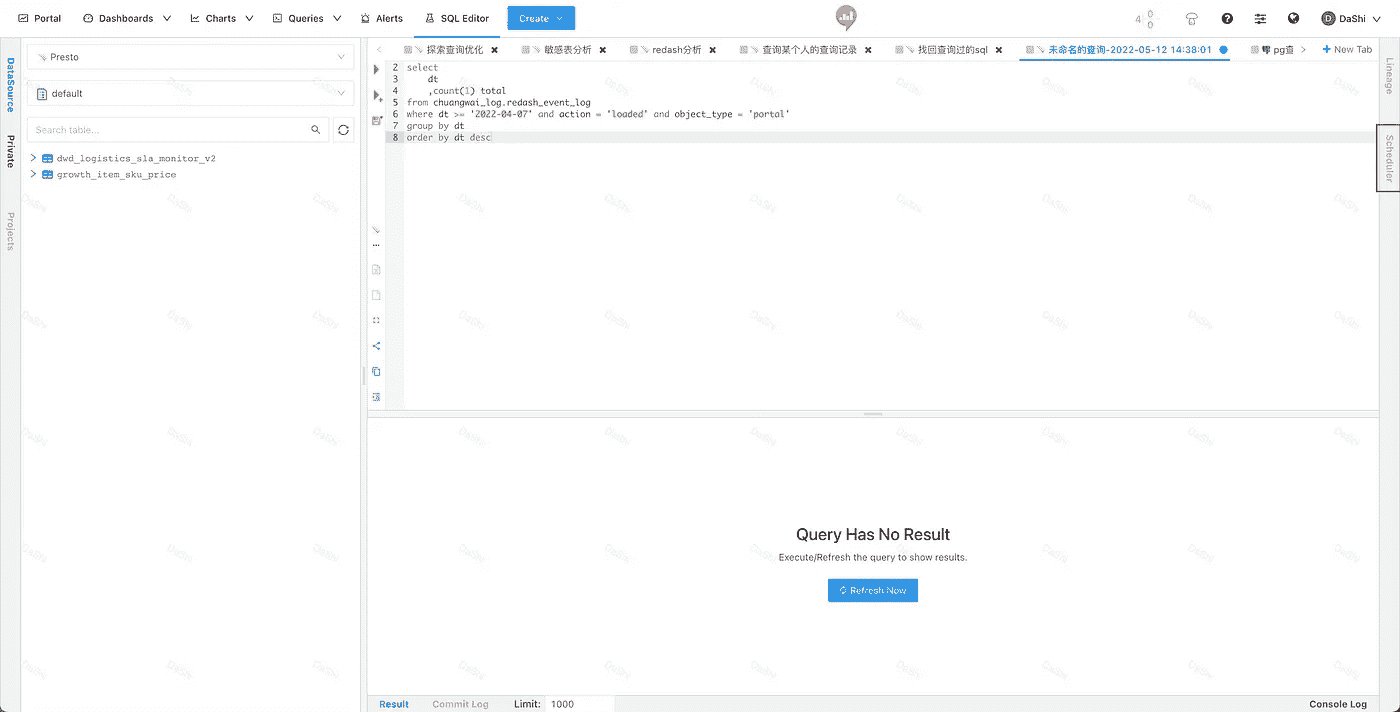 Portal Dashboards Charts Queries Alerts SQL Editor Create 4 0 0 D DaShi
DataSource
Private
Projects
Presto
default
Search table...
dwd_logistics_sla_monitor_v2
growth_item_sku_price
探索查询优化 敏感表分析 redash分析 查询某个人的查询记录 找回查询过的sql 未命名的查询-2022-05-12 14:38:01 pg查 + New Tab
2 select
3 dt
4 ,count(1) total
5 from chuangwai_log.redash_event_log
6 where dt >= '2022-04-07' and action = 'loaded' and object_type = 'portal'
7 group by dt
8 order by dt desc
Lineage
Scheduler
Query Has No Result
Execute/Refresh the query to show results.
Refresh Now
Result Commit Log Limit: 1000 Console Log
DaShi